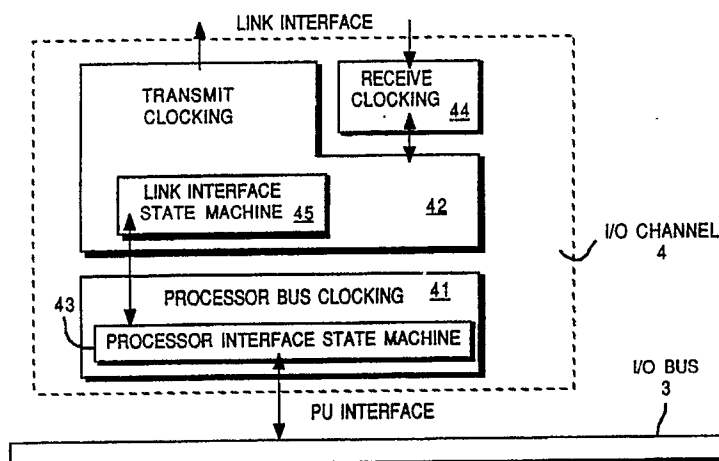 LINK INTERFACE
TRANSMIT
CLOCKING
RECEIVE
CLOCKING
44
LINK INTERFACE
STATE MACHINE 45
42
I/O CHANNEL
4
PROCESSOR BUS CLOCKING 41
43
PROCESSOR INTERFACE STATE MACHINE
I/O BUS
3
PU INTERFACE